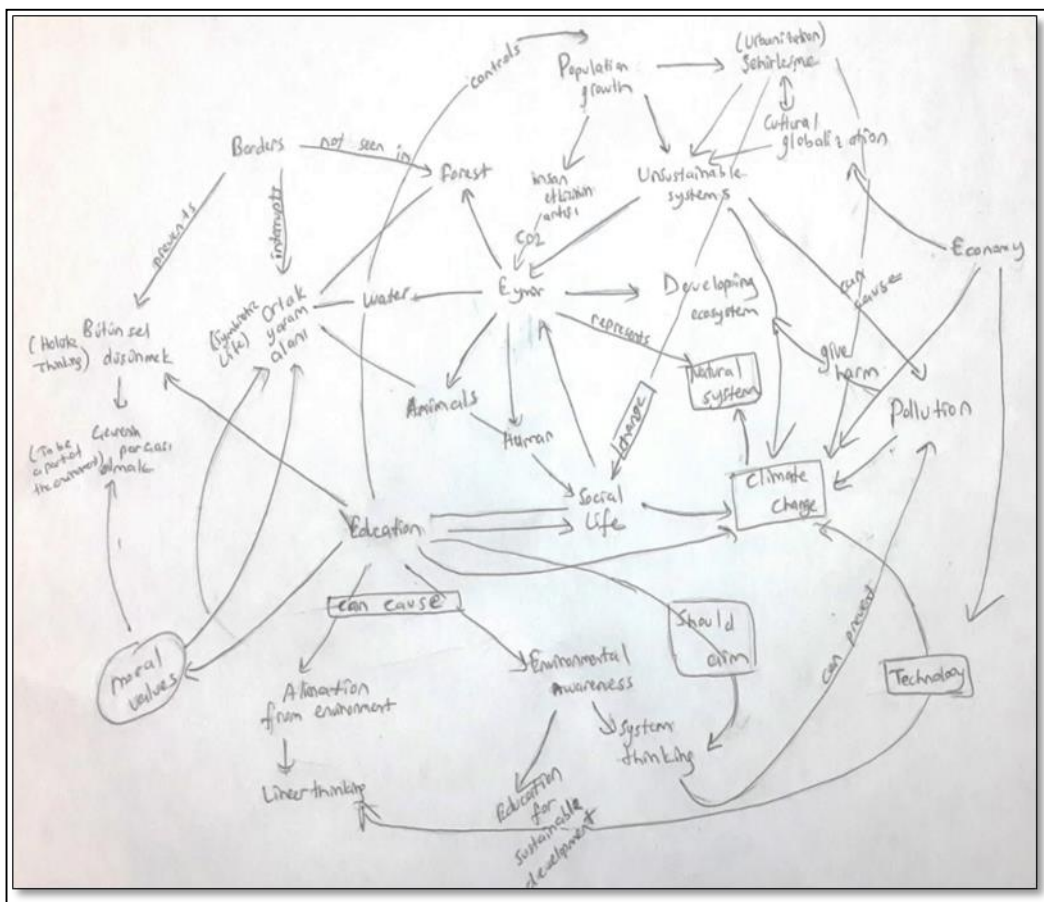 controls
Population
growth
(Urbanitation)
Şehirleşme
Cultural
globalization
Borders
not seen in
forest
insan
etkisinin
artışı
CO2
Unsustainable
systems
Economy
prevents
interrupts
Water
Eymir
Developing
ecosystem
can
cause
represents
(Holistic
Thinking)
Bütünsel
düşünmek
(Symbiotic
Life)
Ortak
yaşam
alanı
Natural
system
give
harm
Pollution
Animals
Human
change
(To be
a part of
the environment)
Çevrenin
parçası
olmak
Climate
change
Education
Social
Life
can cause
Should
aim
can prevent
Technology
moral
values
Environmental
Awareness
Alination
from environment
System
thinking
Lineer thinking
Education
for
sustainable
development